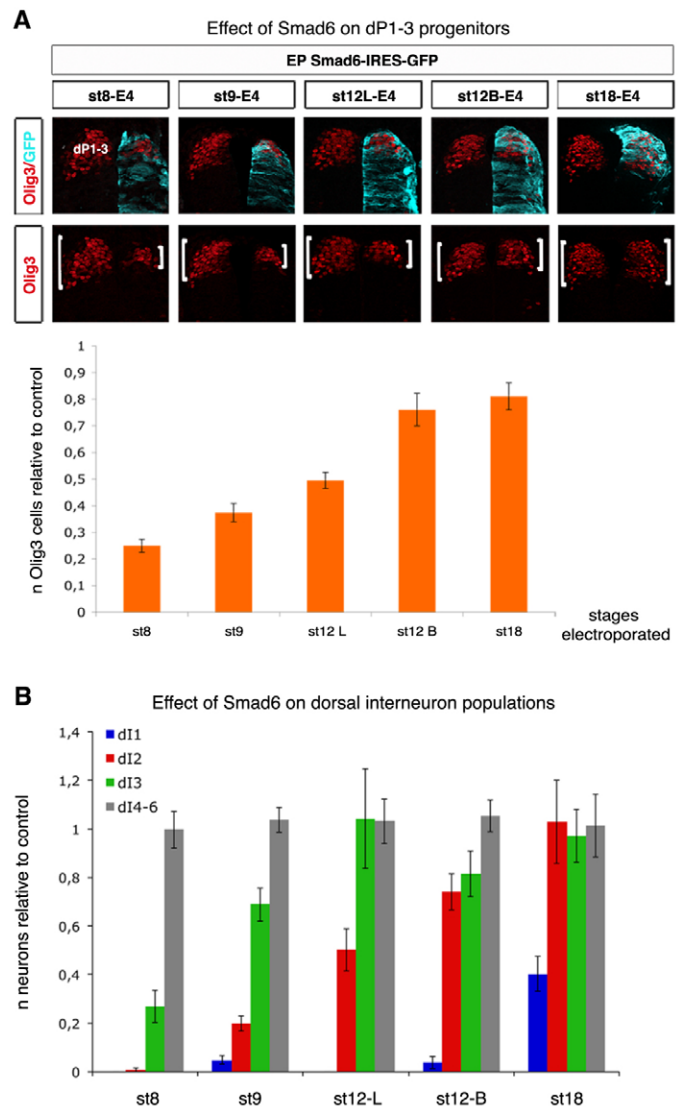 A
Effect of Smad6 on dP1-3 progenitors
EP Smad6-IRES-GFP
st8-E4 st9-E4 st12L-E4 st12B-E4 st18-E4
Olig3/GFP
dP1-3
Olig3
n Olig3 cells relative to control
1
0,9
0,8
0,7
0,6
0,5
0,4
0,3
0,2
0,1
0
st8 st9 st12 L st12 B st18
stages
electroporated
B
Effect of Smad6 on dorsal interneuron populations
n neurons relative to control
1,4
1,2
1
0,8
0,6
0,4
0,2
0
dI1
dI2
dI3
dI4-6
st8 st9 st12-L st12-B st18